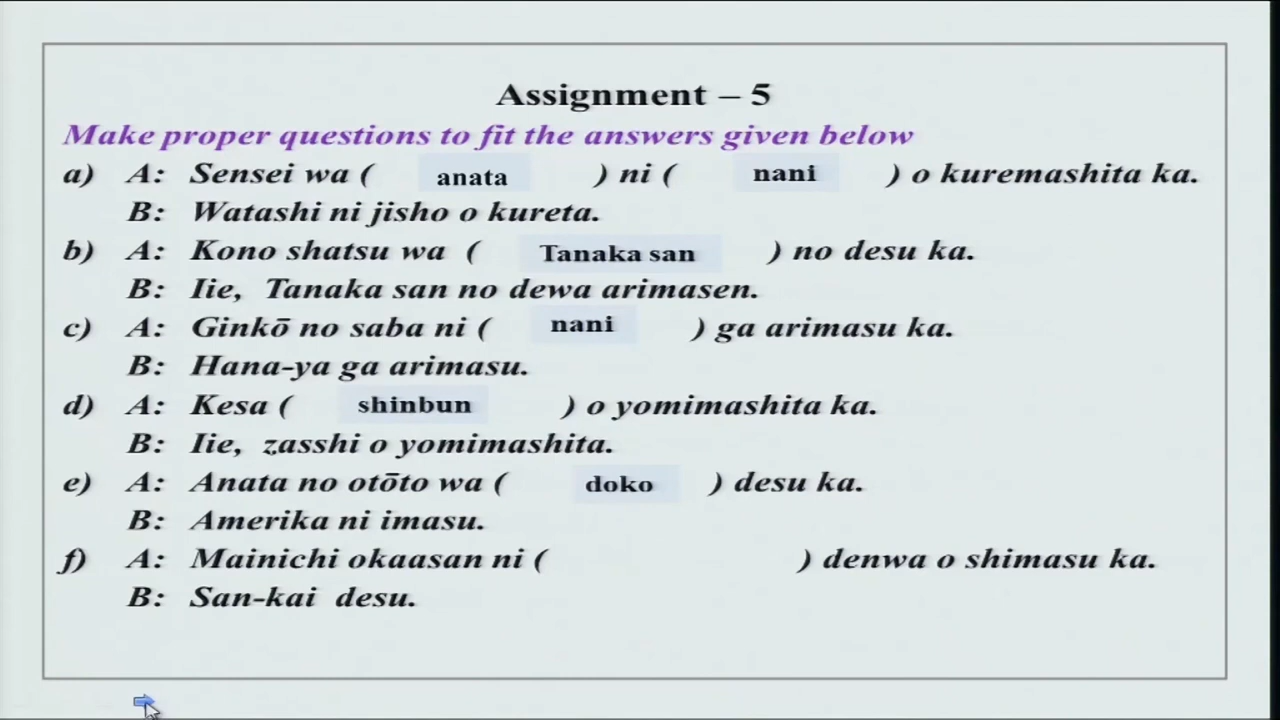 Assignment – 5
Make proper questions to fit the answers given below
a) A: Sensei wa ( anata ) ni ( nani ) o kuremashita ka.
B: Watashi ni jisho o kureta.
b) A: Kono shatsu wa ( Tanaka san ) no desu ka.
B: Iie, Tanaka san no dewa arimasen.
c) A: Ginkō no saba ni ( nani ) ga arimasu ka.
B: Hana-ya ga arimasu.
d) A: Kesa ( shinbun ) o yomimashita ka.
B: Iie, zasshi o yomimashita.
e) A: Anata no otōto wa ( doko ) desu ka.
B: Amerika ni imasu.
f) A: Mainichi okaasan ni ( ) denwa o shimasu ka.
B: San-kai desu.